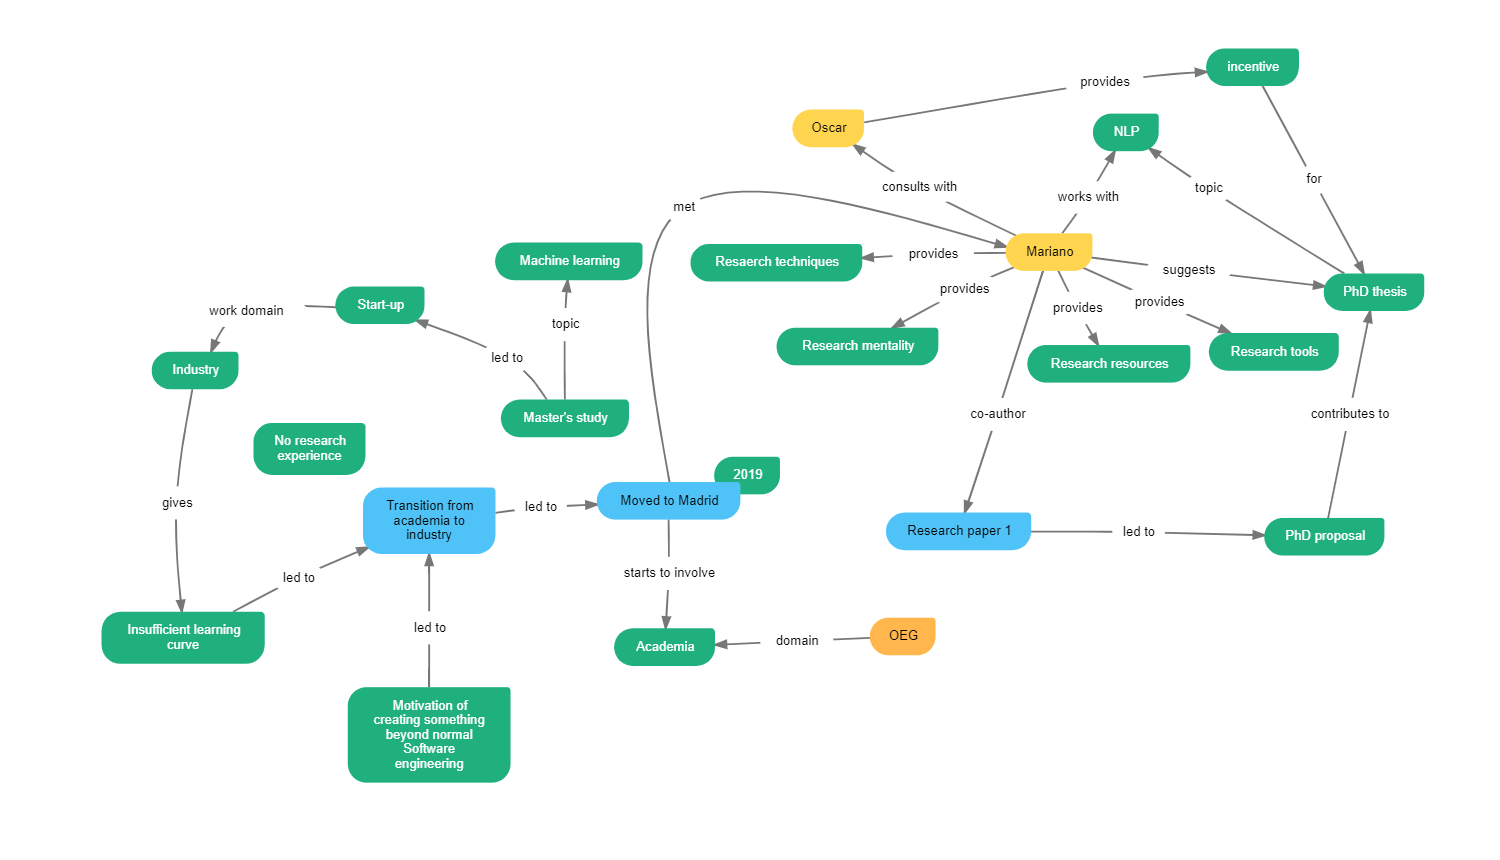 incentive
provides
Oscar
NLP
consults with
works with
topic
for
met
Mariano
Machine learning
Resaerch techniques
provides
suggests
provides
provides
provides
PhD thesis
Start-up
work domain
topic
led to
Research mentality
Research resources
Research tools
Industry
Master's study
co-author
contributes to
No research
experience
2019
gives
Transition from
academia to
industry
led to
Moved to Madrid
Research paper 1
led to
PhD proposal
led to
starts to involve
Insufficient learning
curve
led to
Academia
domain
OEG
Motivation of
creating something
beyond normal
Software
engineering